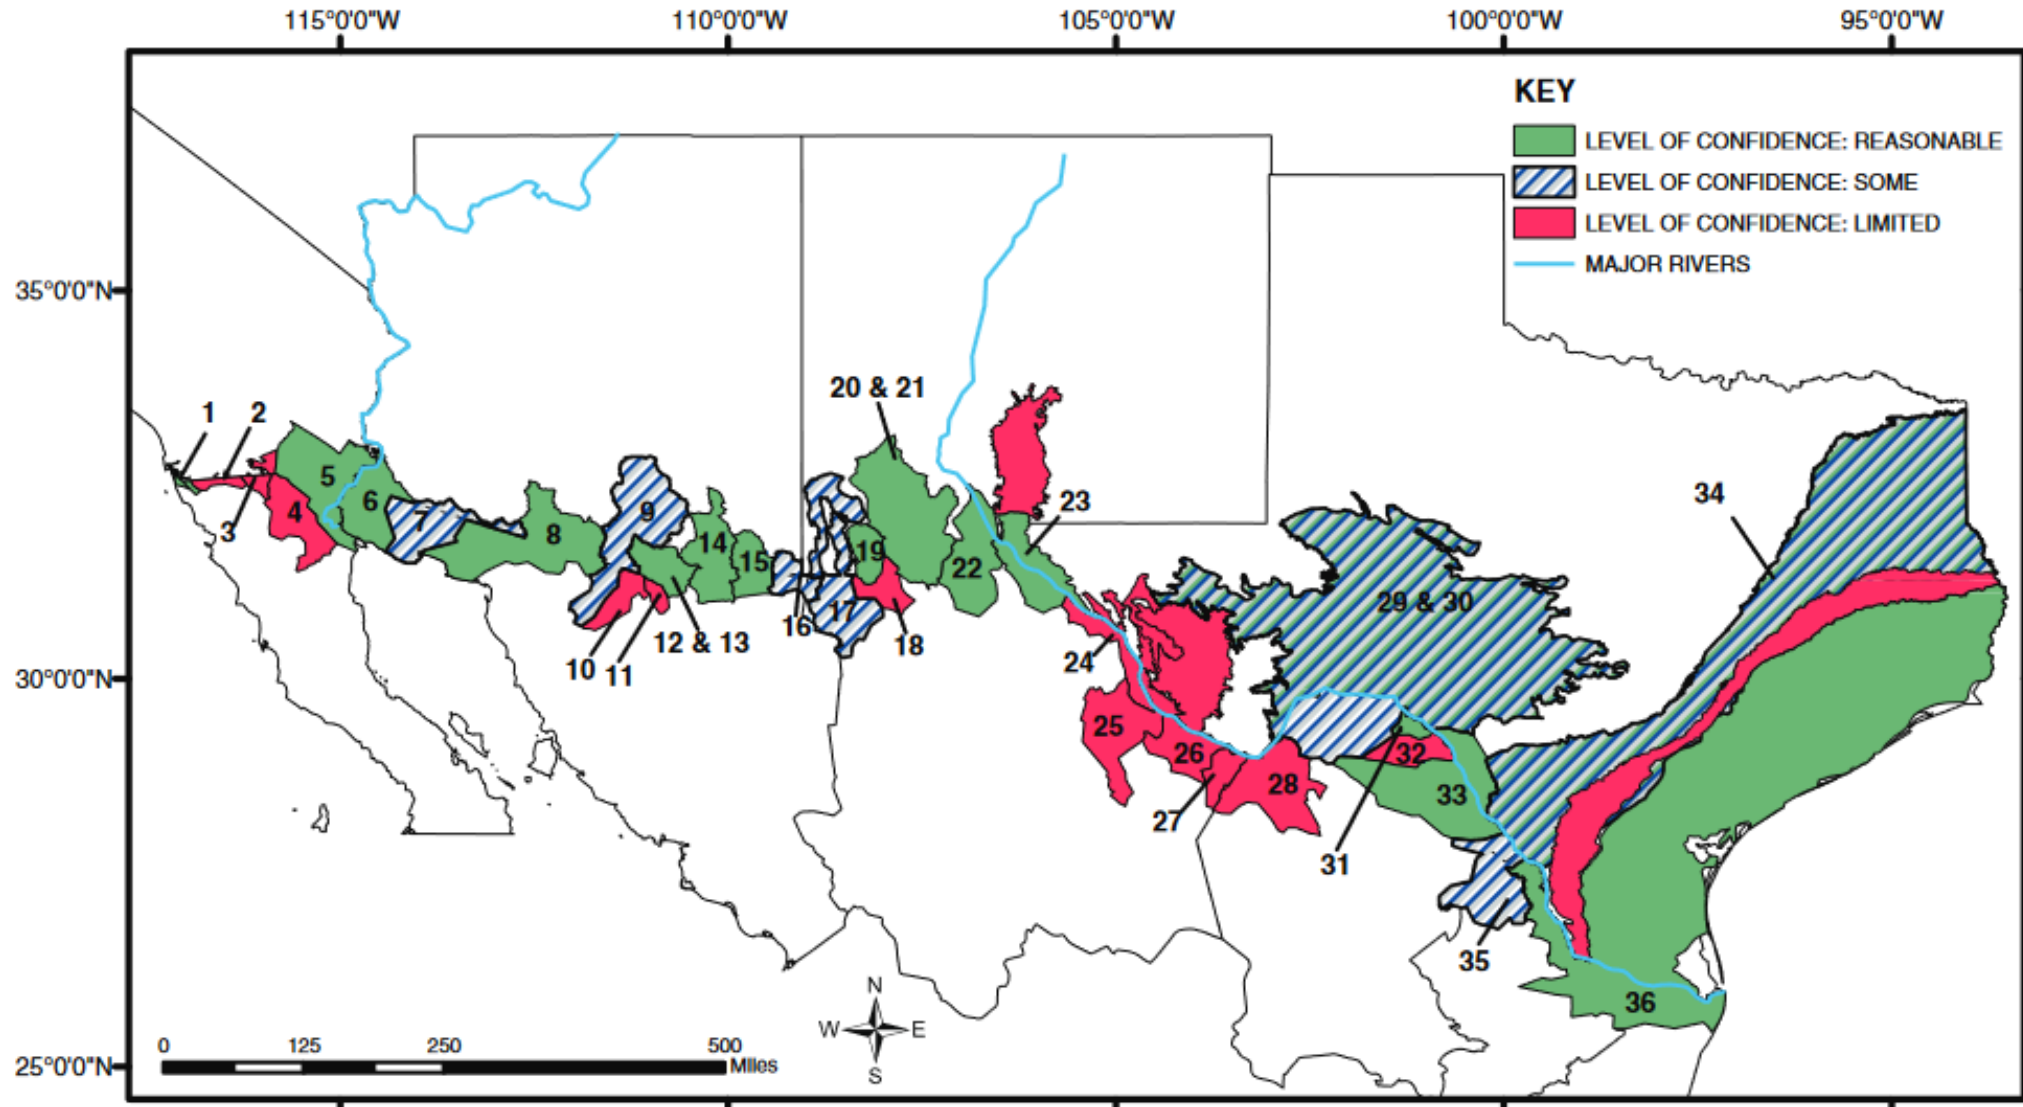 115°0'0"W
110°0'0"W
105°0'0"W
100°0'0"W
95°0'0"W
KEY
LEVEL OF CONFIDENCE: REASONABLE
LEVEL OF CONFIDENCE: SOME
LEVEL OF CONFIDENCE: LIMITED
MAJOR RIVERS
35°0'0"N
30°0'0"N
25°0'0"N
1
2
3
4
5
6
7
8
9
10
11
12 & 13
14
15
16
17
18
19
20 & 21
22
23
24
25
26
27
28
29 & 30
31
32
33
34
35
36
N
W
E
S
0
125
250
500
Miles